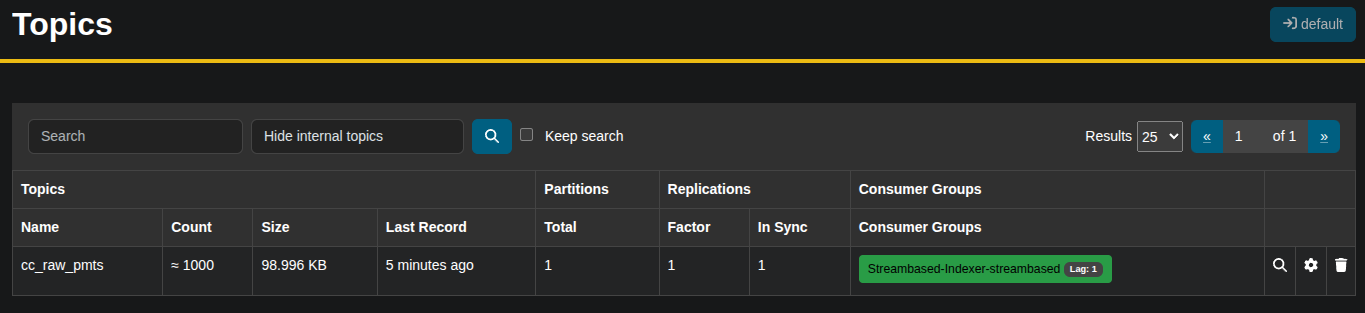 Topics
default
Search
Hide internal topics
Keep search
Results 25
« 1 of 1 »
Topics Partitions Replications Consumer Groups
Name Count Size Last Record Total Factor In Sync Consumer Groups
cc_raw_pmts ≈ 1000 98.996 KB 5 minutes ago 1 1 1 Streambased-Indexer-streambased Lag: 1